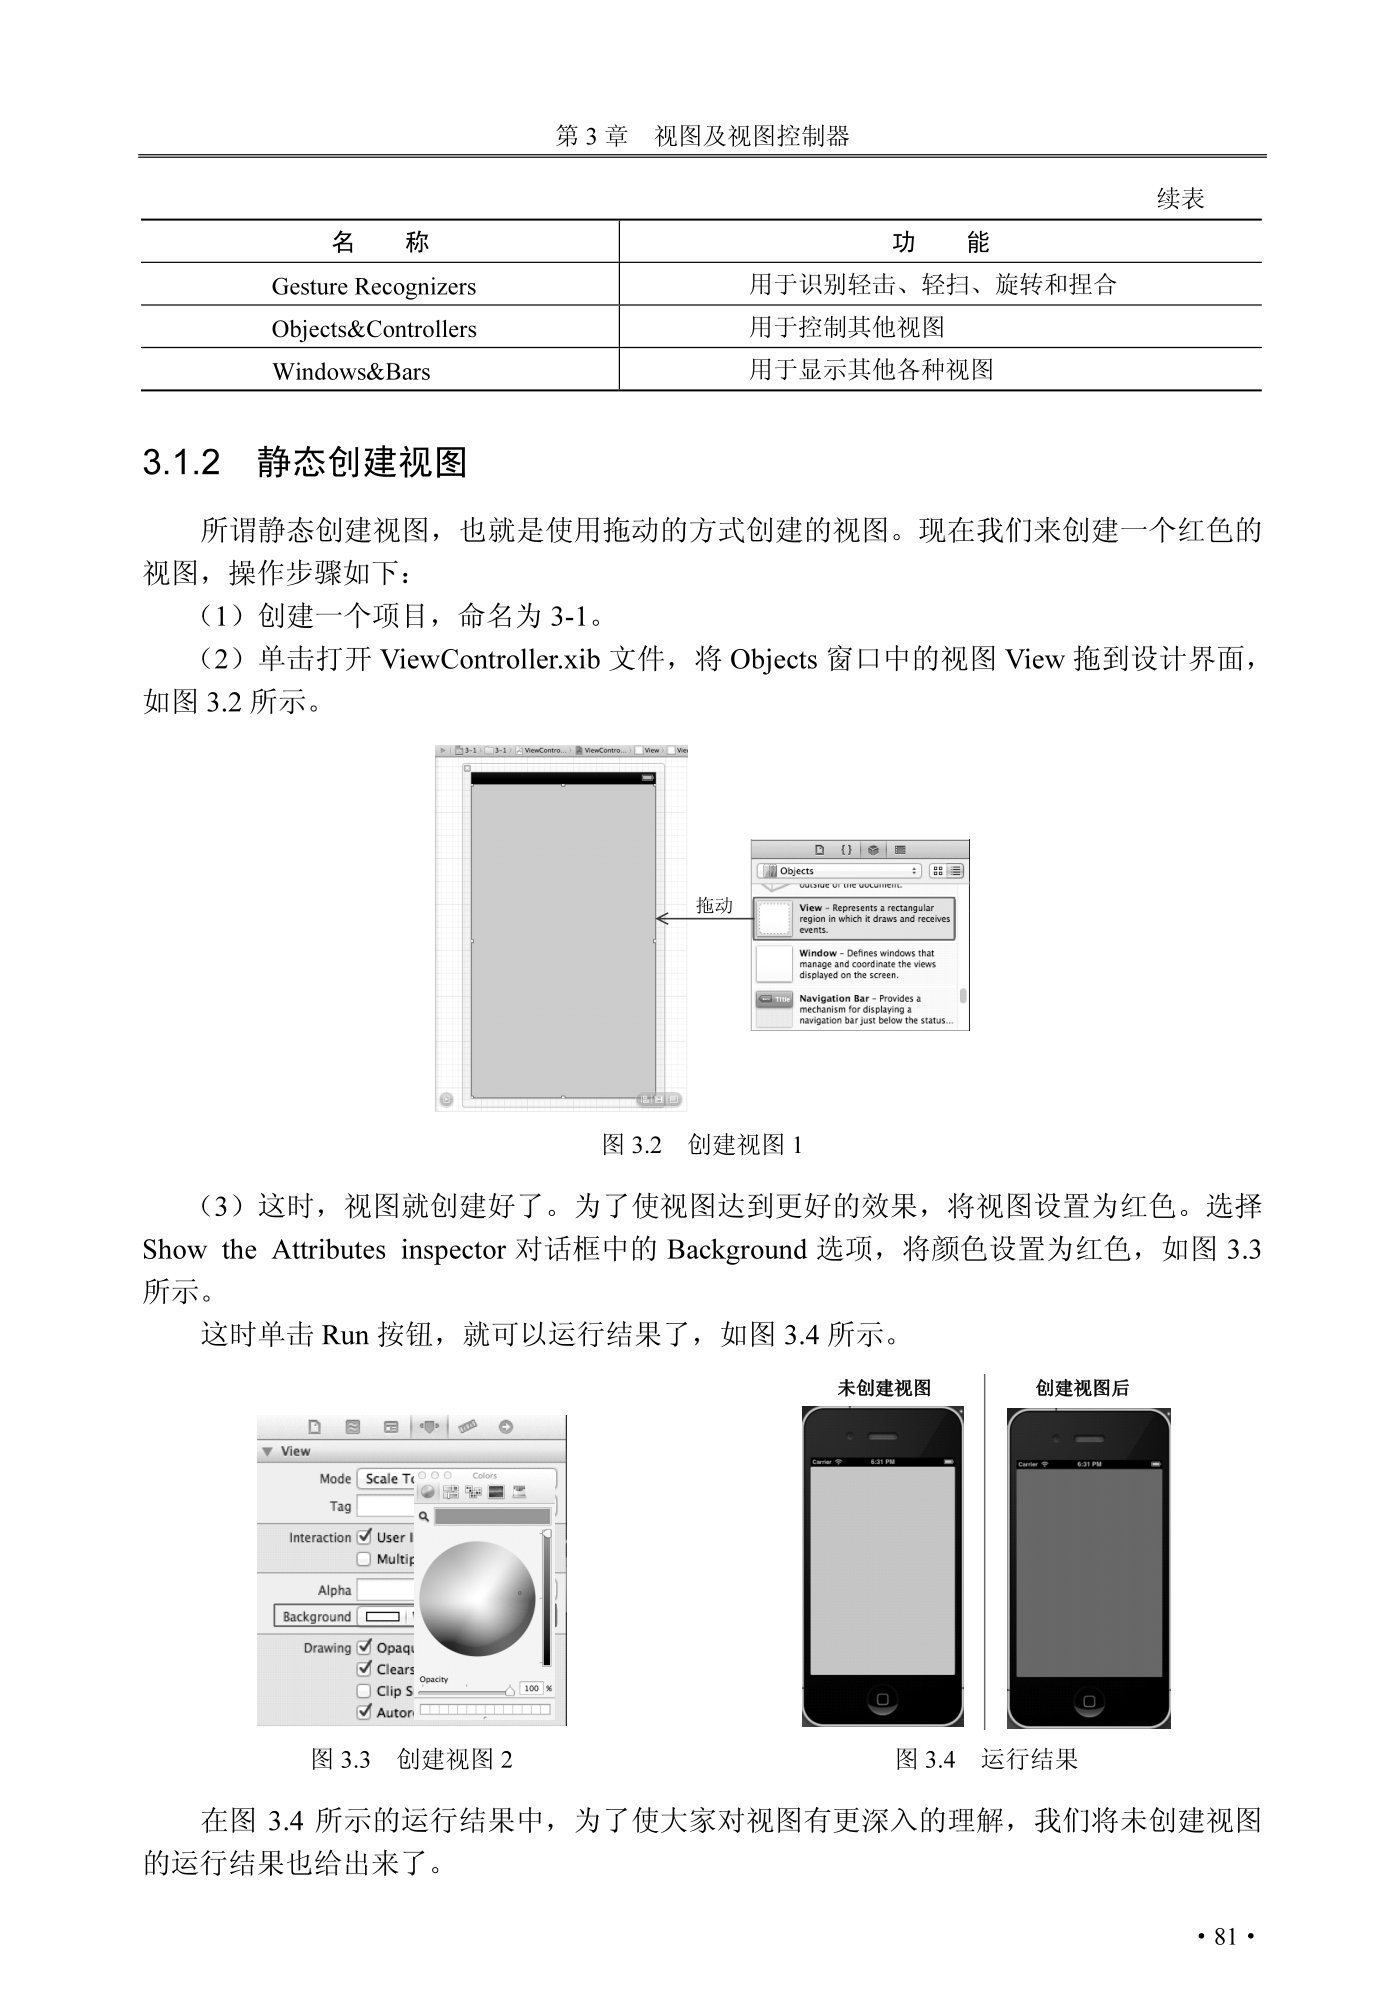 第 3 章 视图及视图控制器
续表
名 称 功 能
Gesture Recognizers 用于识别轻击、轻扫、旋转和捏合
Objects&Controllers 用于控制其他视图
Windows&Bars 用于显示其他各种视图
3.1.2 静态创建视图
所谓静态创建视图，也就是使用拖动的方式创建的视图。现在我们来创建一个红色的
视图，操作步骤如下：
（1）创建一个项目，命名为 3-1。
（2）单击打开 ViewController.xib 文件，将 Objects 窗口中的视图 View 拖到设计界面，
如图 3.2 所示。
3-1 3-1 ViewContro... ViewContro... View Vie
Objects
outside of the document.
拖动
View – Represents a rectangular
region in which it draws and receives
events.
Window – Defines windows that
manage and coordinate the views
displayed on the screen.
Title
Navigation Bar – Provides a
mechanism for displaying a
navigation bar just below the status...
图 3.2 创建视图 1
（3）这时，视图就创建好了。为了使视图达到更好的效果，将视图设置为红色。选择
Show the Attributes inspector 对话框中的 Background 选项，将颜色设置为红色，如图 3.3
所示。
这时单击 Run 按钮，就可以运行结果了，如图 3.4 所示。
View
Mode Scale To
Colors
Tag
Interaction User I
Multip
Alpha
Background
Drawing Opaqu
Clears
Opacity
Clip S 100 %
Autor
图 3.3 创建视图 2
未创建视图 创建视图后
Carrier 6:31 PM
Carrier 6:31 PM
图 3.4 运行结果
在图 3.4 所示的运行结果中，为了使大家对视图有更深入的理解，我们将未创建视图
的运行结果也给出来了。
• 81 •